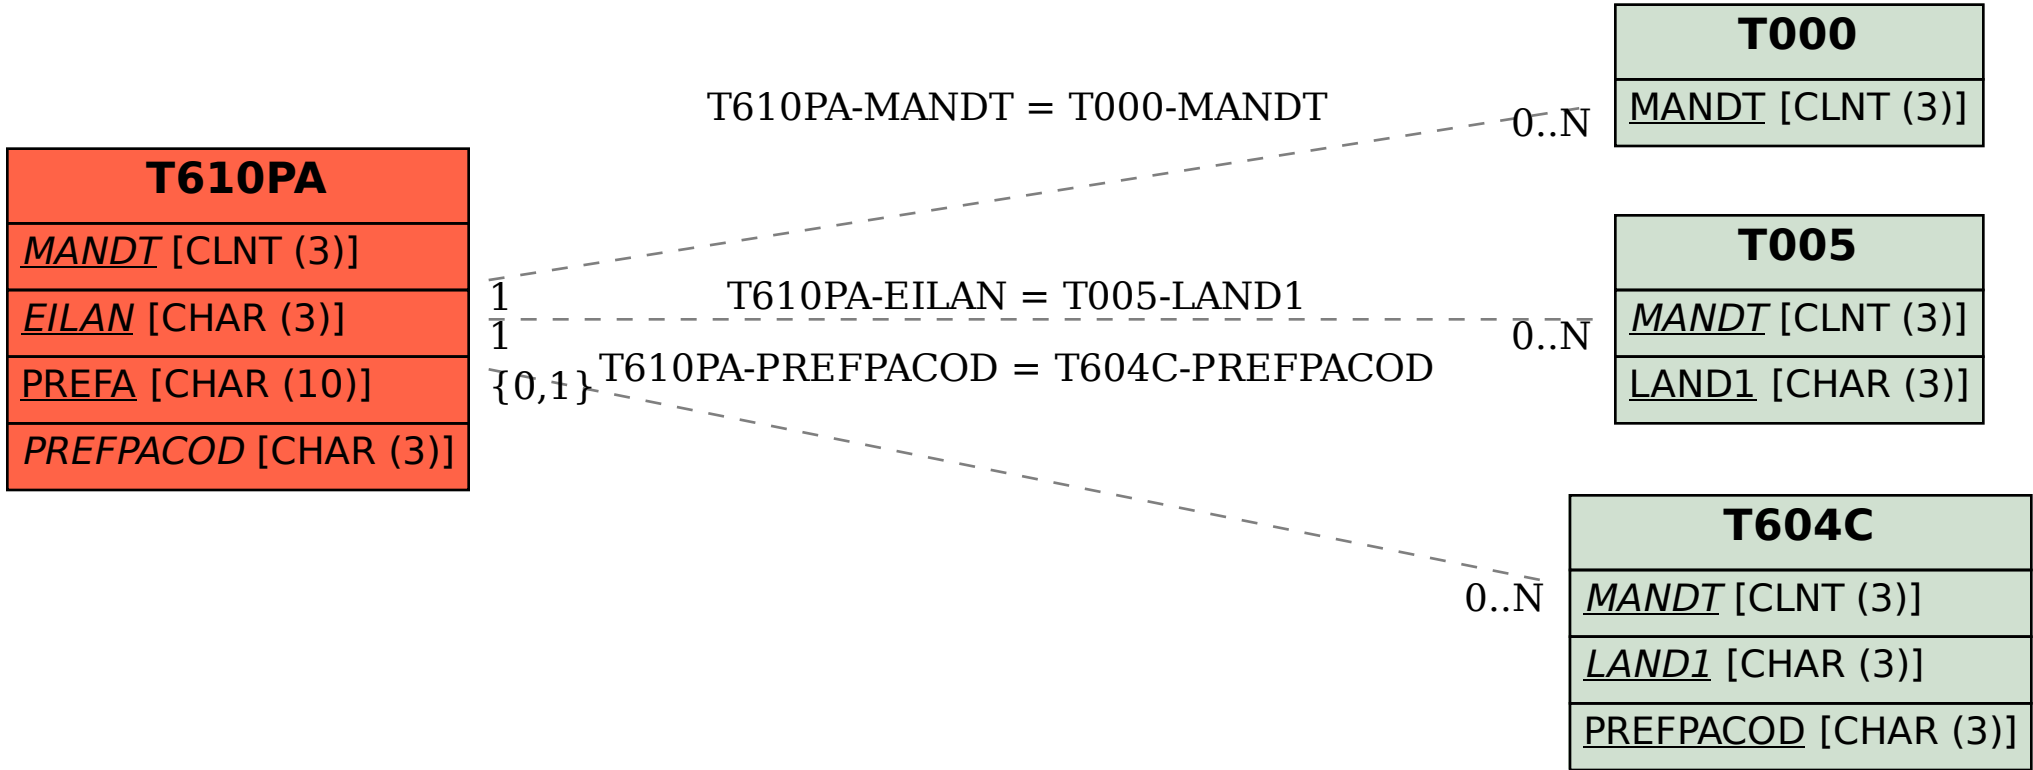 T610PA
MANDT [CLNT (3)]
EILAN [CHAR (3)]
PREFA [CHAR (10)]
PREFPACOD [CHAR (3)]
T610PA-MANDT = T000-MANDT
0..N
1
T610PA-EILAN = T005-LAND1
0..N
1
T610PA-PREFPACOD = T604C-PREFPACOD
{0,1}
0..N
T000
MANDT [CLNT (3)]
T005
MANDT [CLNT (3)]
LAND1 [CHAR (3)]
T604C
MANDT [CLNT (3)]
LAND1 [CHAR (3)]
PREFPACOD [CHAR (3)]